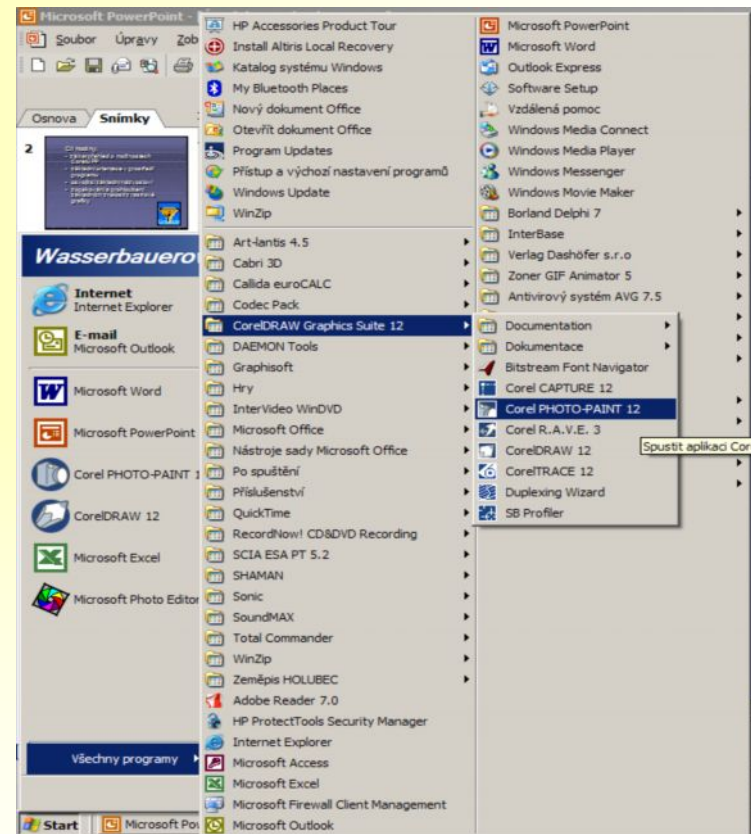 Microsoft PowerPoint -
Soubor Úpravy Zob
Osnova Snímky
2
Wasserbauero
Internet
Internet Explorer
E-mail
Microsoft Outlook
Microsoft Word
Microsoft PowerPoint
Corel PHOTO-PAINT 1
CorelDRAW 12
Microsoft Excel
Microsoft Photo Editor
Všechny programy
Start
Microsoft Pov
HP Accessories Product Tour
Install Altiris Local Recovery
Katalog systému Windows
My Bluetooth Places
Nový dokument Office
Otevřít dokument Office
Program Updates
Přístup a výchozí nastavení programů
Windows Update
WinZip
Art-lantis 4.5
Cabri 3D
Callida euroCALC
Codec Pack
CorelDRAW Graphics Suite 12
DAEMON Tools
Graphisoft
Hry
InterVideo WinDVD
Microsoft Office
Nástroje sady Microsoft Office
Po spuštění
Příslušenství
QuickTime
RecordNow! CD&DVD Recording
SCIA ESA PT 5.2
SHAMAN
Sonic
SoundMAX
Total Commander
WinZip
Zeměpis HOLUBEC
Adobe Reader 7.0
HP ProtectTools Security Manager
Internet Explorer
Microsoft Access
Microsoft Excel
Microsoft Firewall Client Management
Microsoft Outlook
Microsoft PowerPoint
Microsoft Word
Outlook Express
Software Setup
Vzdálená pomoc
Windows Media Connect
Windows Media Player
Windows Messenger
Windows Movie Maker
Borland Delphi 7
InterBase
Verlag Dashöfer s.r.o
Zoner GIF Animator 5
Antivirový systém AVG 7.5
Documentation
Dokumentace
Bitstream Font Navigator
Corel CAPTURE 12
Corel PHOTO-PAINT 12
Corel R.A.V.E. 3
CorelDRAW 12
CorelTRACE 12
Duplexing Wizard
SB Profiler
Spustit aplikaci Cor